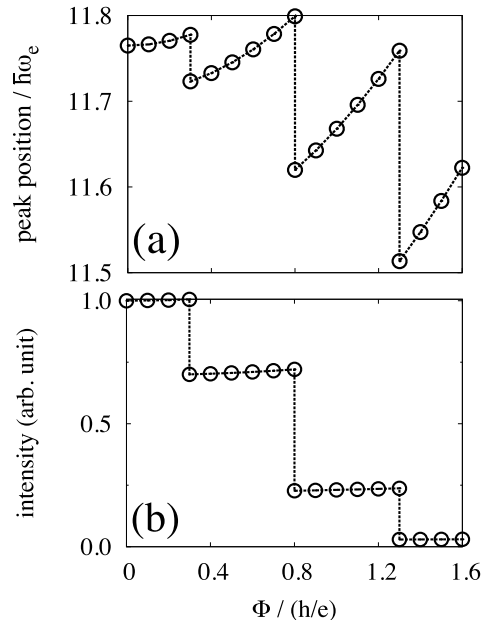 11.8
11.7
11.6
11.5
peak position / ħωe
(a)
1.0
0.5
0.0
intensity (arb. unit)
(b)
0 0.4 0.8 1.2 1.6
Φ / (h/e)